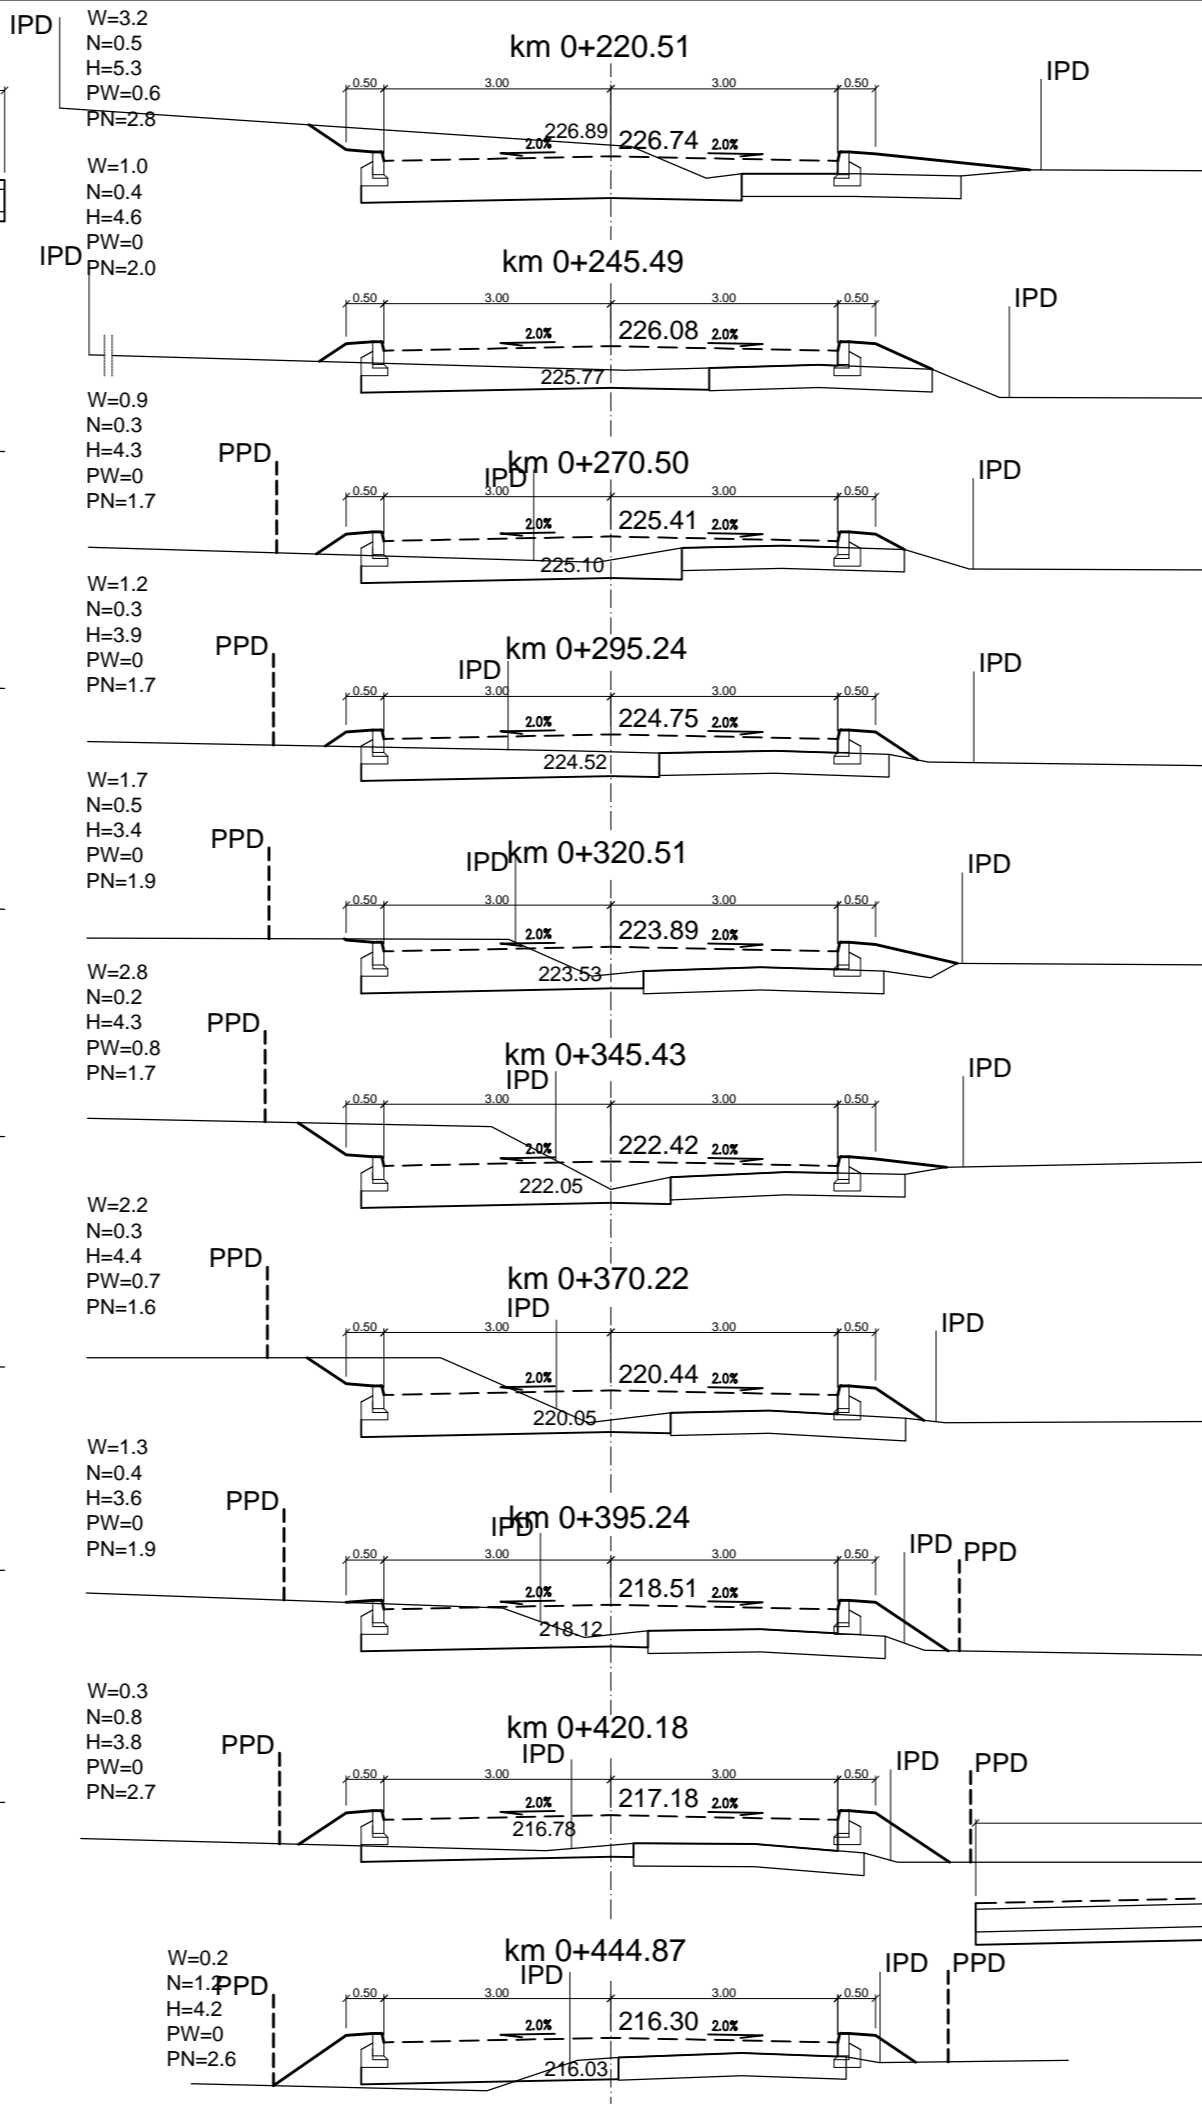 IPD
W=3.2
N=0.5
H=5.3
PW=0.6
PN=2.8
km 0+220.51
IPD
0.50 3.00 3.00 0.50
226.89 226.74
2.0% 2.0%
W=1.0
N=0.4
H=4.6
PW=0
PN=2.0
IPD
km 0+245.49
IPD
0.50 3.00 3.00 0.50
2.0% 226.08 2.0%
225.77
W=0.9
N=0.3
H=4.3
PW=0
PN=1.7
PPD
km 0+270.50
IPD
IPD
0.50 3.00 3.00 0.50
2.0% 225.41 2.0%
225.10
W=1.2
N=0.3
H=3.9
PW=0
PN=1.7
PPD
km 0+295.24
IPD
IPD
0.50 3.00 3.00 0.50
2.0% 224.75 2.0%
224.52
W=1.7
N=0.5
H=3.4
PW=0
PN=1.9
PPD
km 0+320.51
IPD
IPD
0.50 3.00 3.00 0.50
2.0% 223.89 2.0%
223.53
W=2.8
N=0.2
H=4.3
PW=0.8
PN=1.7
PPD
km 0+345.43
IPD
IPD
0.50 3.00 3.00 0.50
2.0% 222.42 2.0%
222.05
W=2.2
N=0.3
H=4.4
PW=0.7
PN=1.6
PPD
km 0+370.22
IPD
IPD
0.50 3.00 3.00 0.50
2.0% 220.44 2.0%
220.05
W=1.3
N=0.4
H=3.6
PW=0
PN=1.9
PPD
km 0+395.24
IPD
IPD PPD
0.50 3.00 3.00 0.50
2.0% 218.51 2.0%
218.12
W=0.3
N=0.8
H=3.8
PW=0
PN=2.7
PPD
km 0+420.18
IPD
IPD PPD
0.50 3.00 3.00 0.50
2.0% 217.18 2.0%
216.78
W=0.2
N=1.2
H=4.2
PW=0
PN=2.6
PPD
km 0+444.87
IPD
IPD PPD
0.50 3.00 3.00 0.50
2.0% 216.30 2.0%
216.03